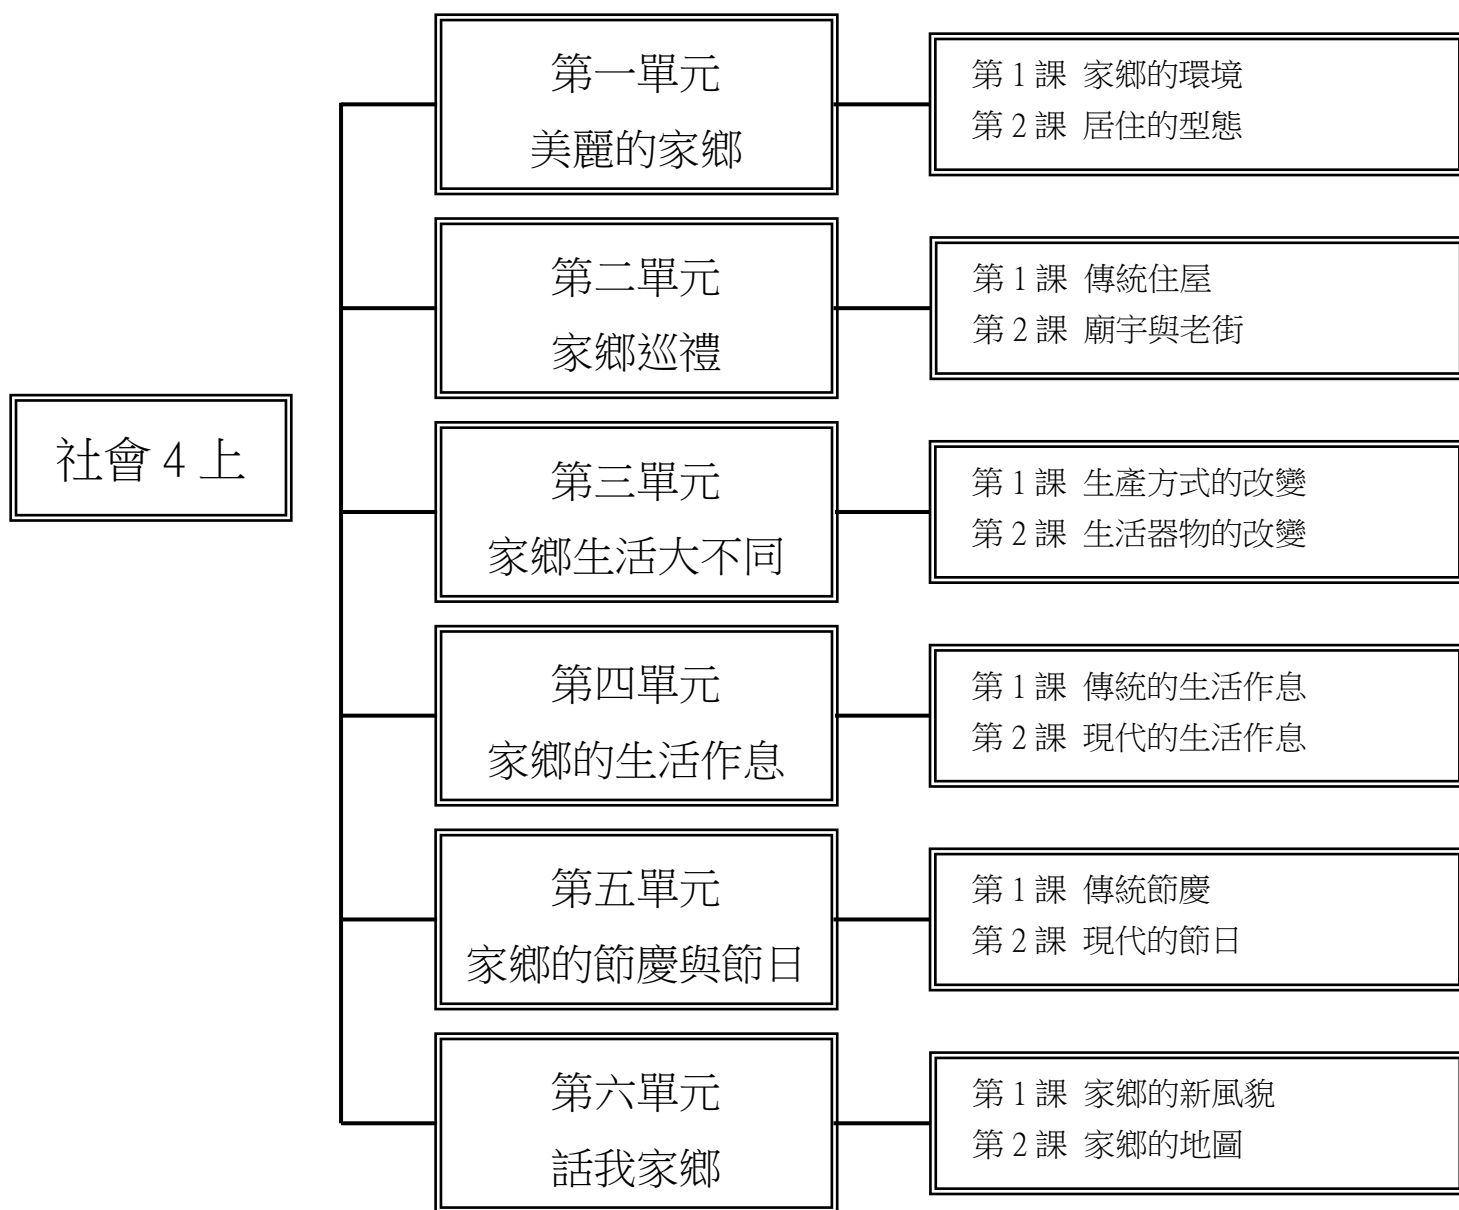 社會 4 上
第一單元
美麗的家鄉
第 1 課 家鄉的環境
第 2 課 居住的型態
第二單元
家鄉巡禮
第 1 課 傳統住屋
第 2 課 廟宇與老街
第三單元
家鄉生活大不同
第 1 課 生產方式的改變
第 2 課 生活器物的改變
第四單元
家鄉的生活作息
第 1 課 傳統的生活作息
第 2 課 現代的生活作息
第五單元
家鄉的節慶與節日
第 1 課 傳統節慶
第 2 課 現代的節日
第六單元
話我家鄉
第 1 課 家鄉的新風貌
第 2 課 家鄉的地圖